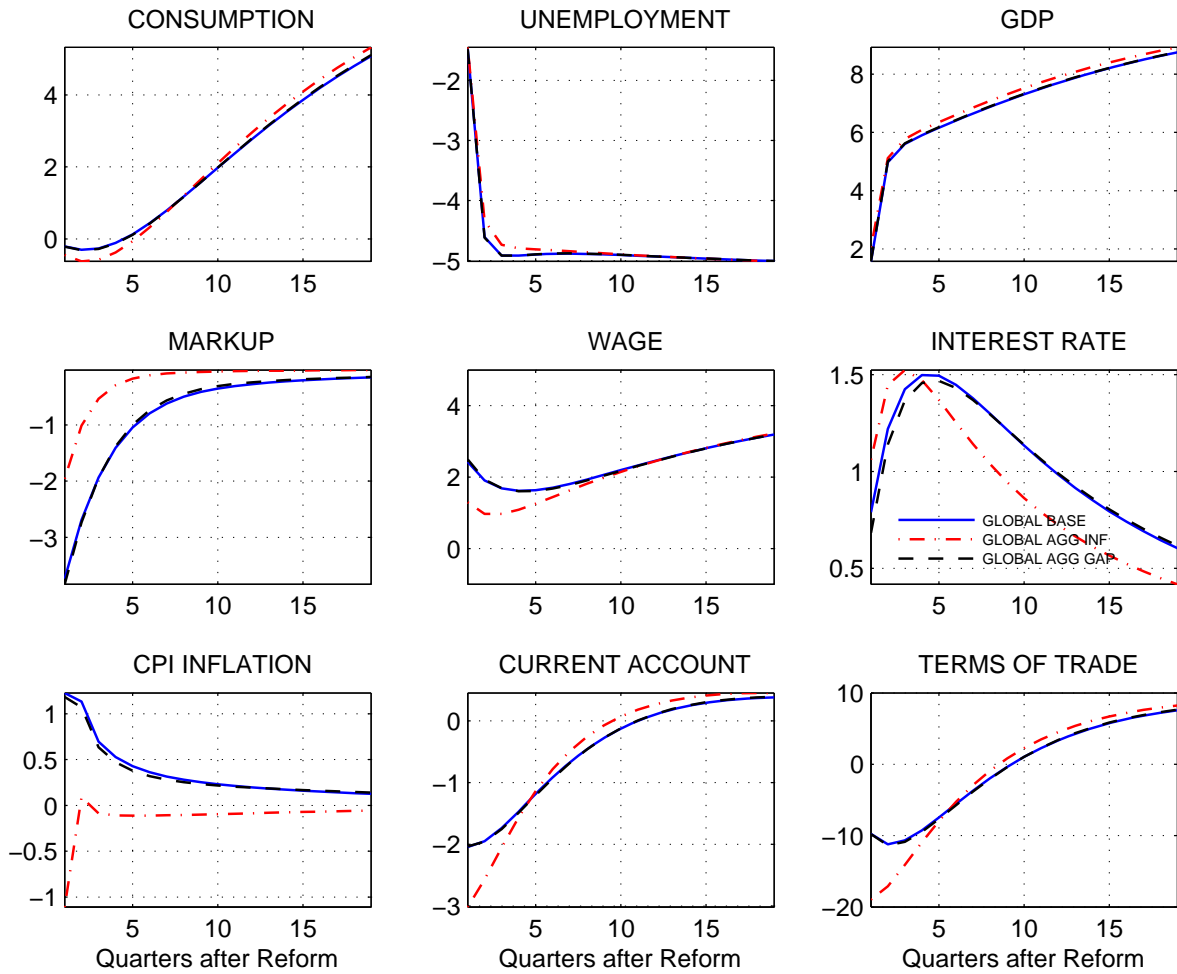 CONSUMPTION
UNEMPLOYMENT
GDP
4
2
0
5 10 15
−2
−3
−4
−5
5 10 15
8
6
4
2
5 10 15
MARKUP
WAGE
INTEREST RATE
−1
−2
−3
5 10 15
4
2
0
5 10 15
1.5
1
0.5
5 10 15
GLOBAL BASE
GLOBAL AGG INF
GLOBAL AGG GAP
CPI INFLATION
CURRENT ACCOUNT
TERMS OF TRADE
1
0.5
0
−0.5
−1
5 10 15
Quarters after Reform
0
−1
−2
−3
5 10 15
Quarters after Reform
10
0
−10
−20
5 10 15
Quarters after Reform